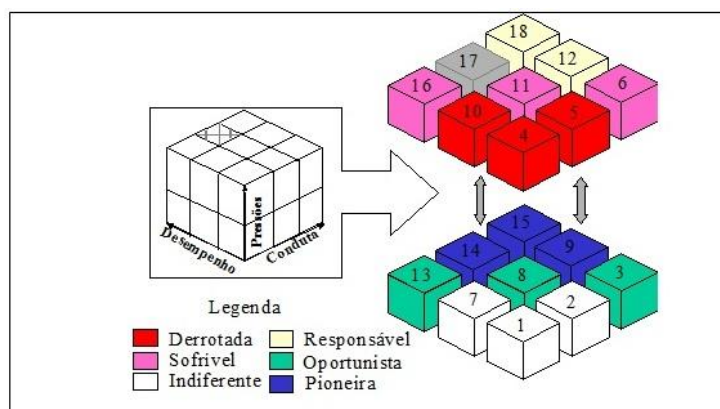 18
17
12
16
11
6
10
5
4
Pressões
Desempenho
Conduta
15
14
9
13
8
3
7
2
1
Legenda
Derrotada
Responsável
Sofrivel
Oportunista
Indiferente
Pioneira